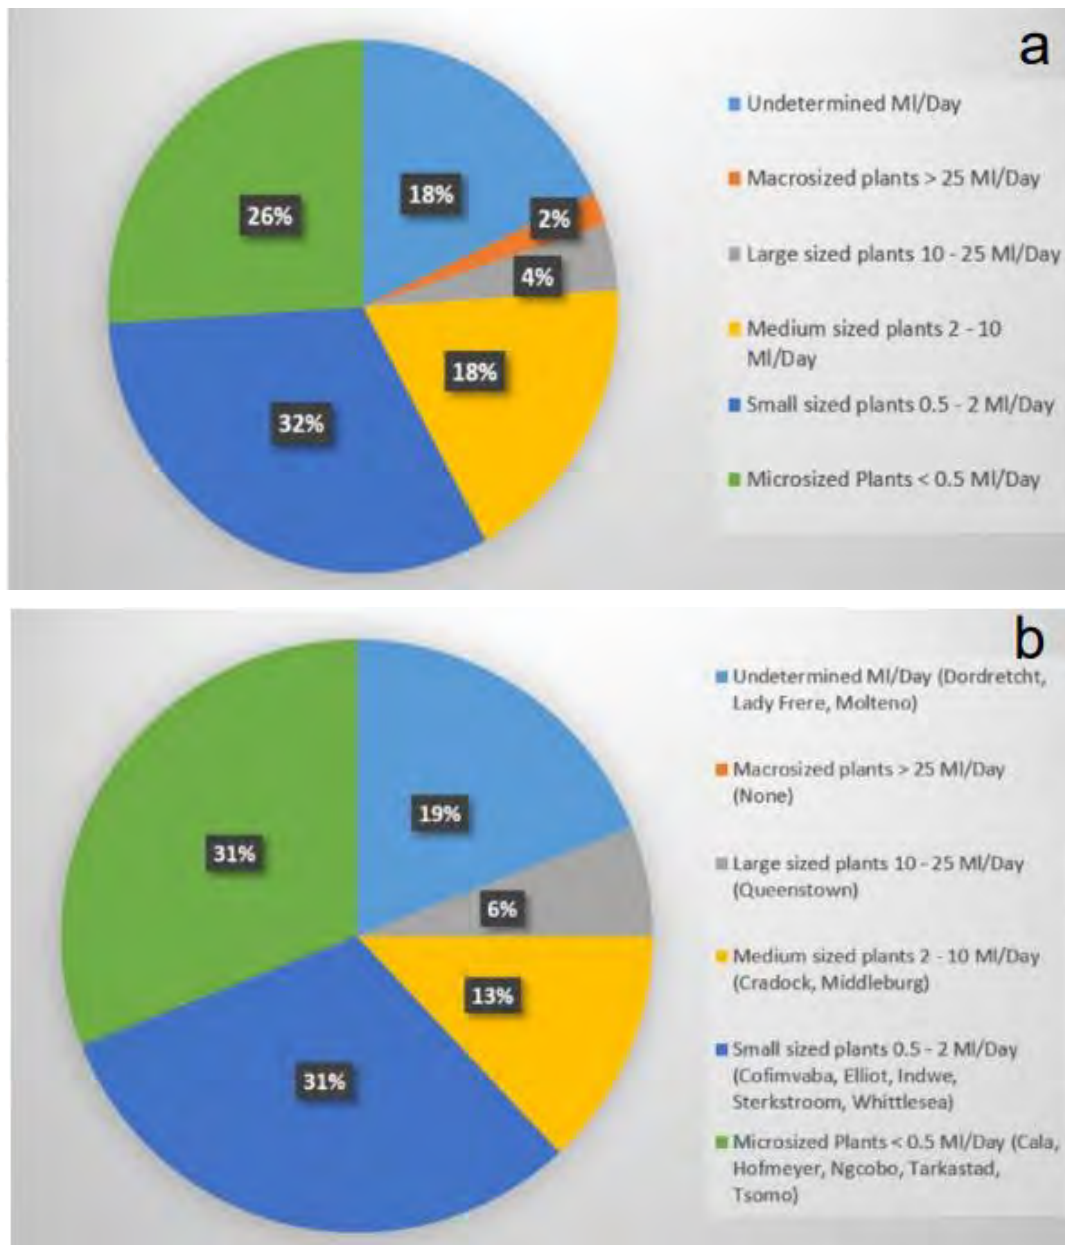 a
18%
2%
4%
18%
32%
26%
Undetermined Ml/Day
Macrosized plants > 25 Ml/Day
Large sized plants 10 - 25 Ml/Day
Medium sized plants 2 - 10
Ml/Day
Small sized plants 0.5 - 2 Ml/Day
Microsized Plants < 0.5 Ml/Day
b
19%
6%
13%
31%
31%
Undetermined Ml/Day (Dordretcht,
Lady Frere, Molteno)
Macrosized plants > 25 Ml/Day
(None)
Large sized plants 10 - 25 Ml/Day
(Queenstown)
Medium sized plants 2 - 10 Ml/Day
(Cradock, Middleburg)
Small sized plants 0.5 - 2 Ml/Day
(Cofimvaba, Elliot, Indwe,
Sterkstroom, Whittlesea)
Microsized Plants < 0.5 Ml/Day (Cala,
Hofmeyer, Ngcobo, Tarkastad,
Tsomo)